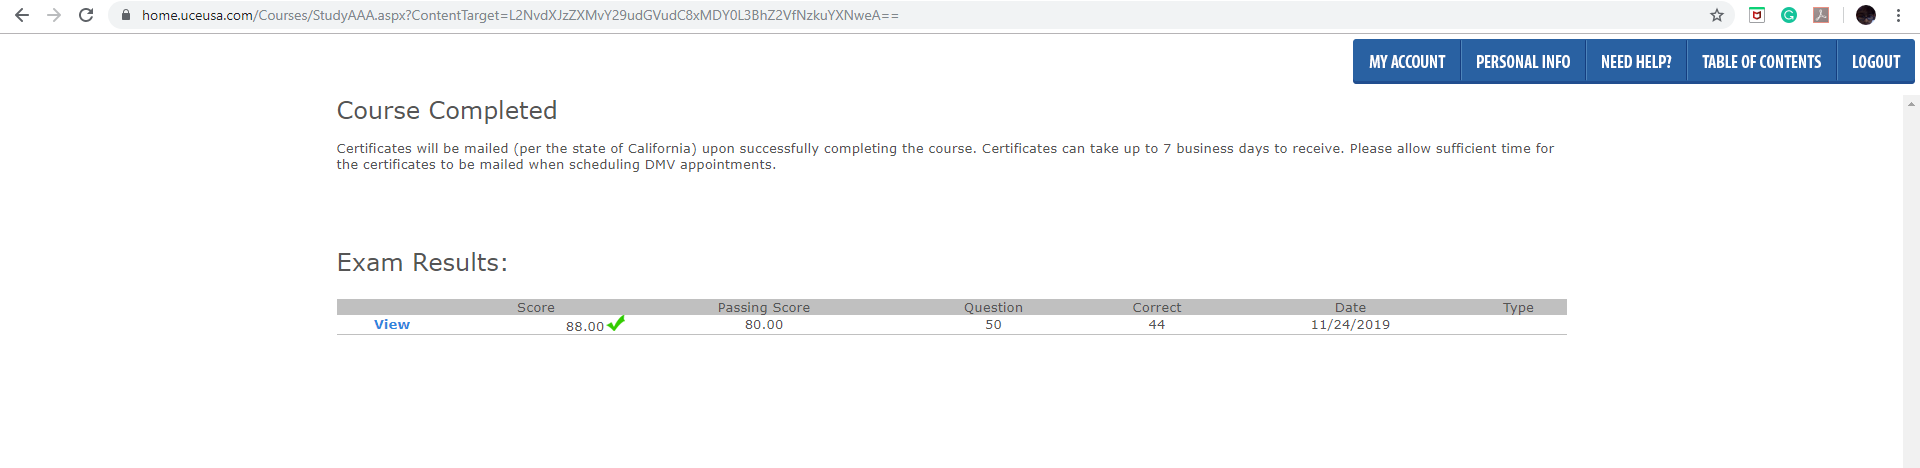 home.uceusa.com/Courses/StudyAAA.aspx?ContentTarget=L2NvdXJzZXMvY29udGVudC8xMDY0L3BhZ2VfNzkuYXNweA==
MY ACCOUNT PERSONAL INFO NEED HELP? TABLE OF CONTENTS LOGOUT
Course Completed
Certificates will be mailed (per the state of California) upon successfully completing the course. Certificates can take up to 7 business days to receive. Please allow sufficient time for
the certificates to be mailed when scheduling DMV appointments.
Exam Results:
Score Passing Score Question Correct Date Type
View 88.00 80.00 50 44 11/24/2019